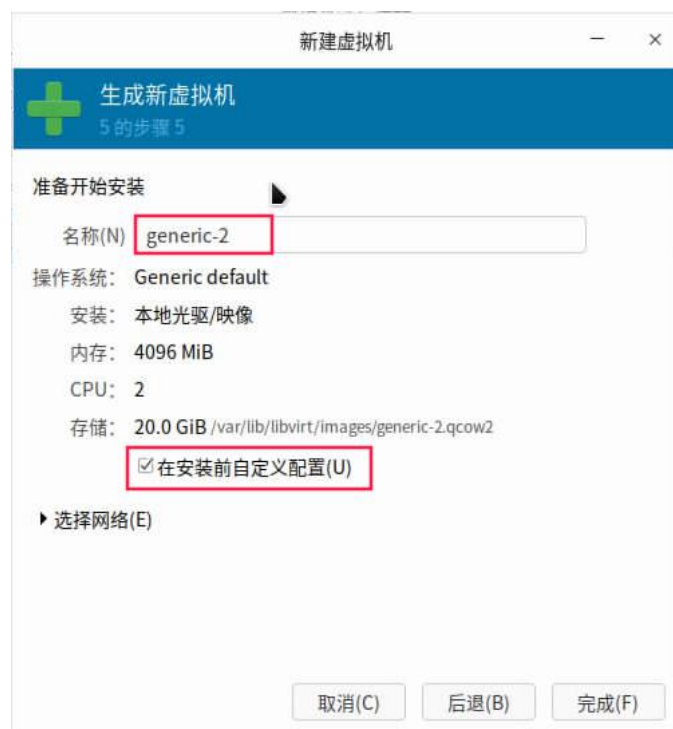 新建虚拟机
生成新虚拟机
5 的步骤 5
准备开始安装
名称(N) generic-2
操作系统: Generic default
安装: 本地光驱/映像
内存: 4096 MiB
CPU: 2
存储: 20.0 GiB /var/lib/libvirt/images/generic-2.qcow2
在安装前自定义配置(U)
选择网络(E)
取消(C) 后退(B) 完成(F)